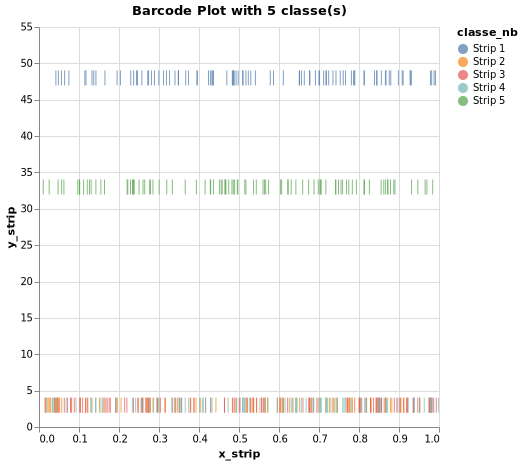 Barcode Plot with 5 classe(s)
classe_nb
Strip 1
Strip 2
Strip 3
Strip 4
Strip 5
55
50
45
40
35
30
25
20
15
10
5
0
y_strip
0.0 0.1 0.2 0.3 0.4 0.5 0.6 0.7 0.8 0.9 1.0
x_strip